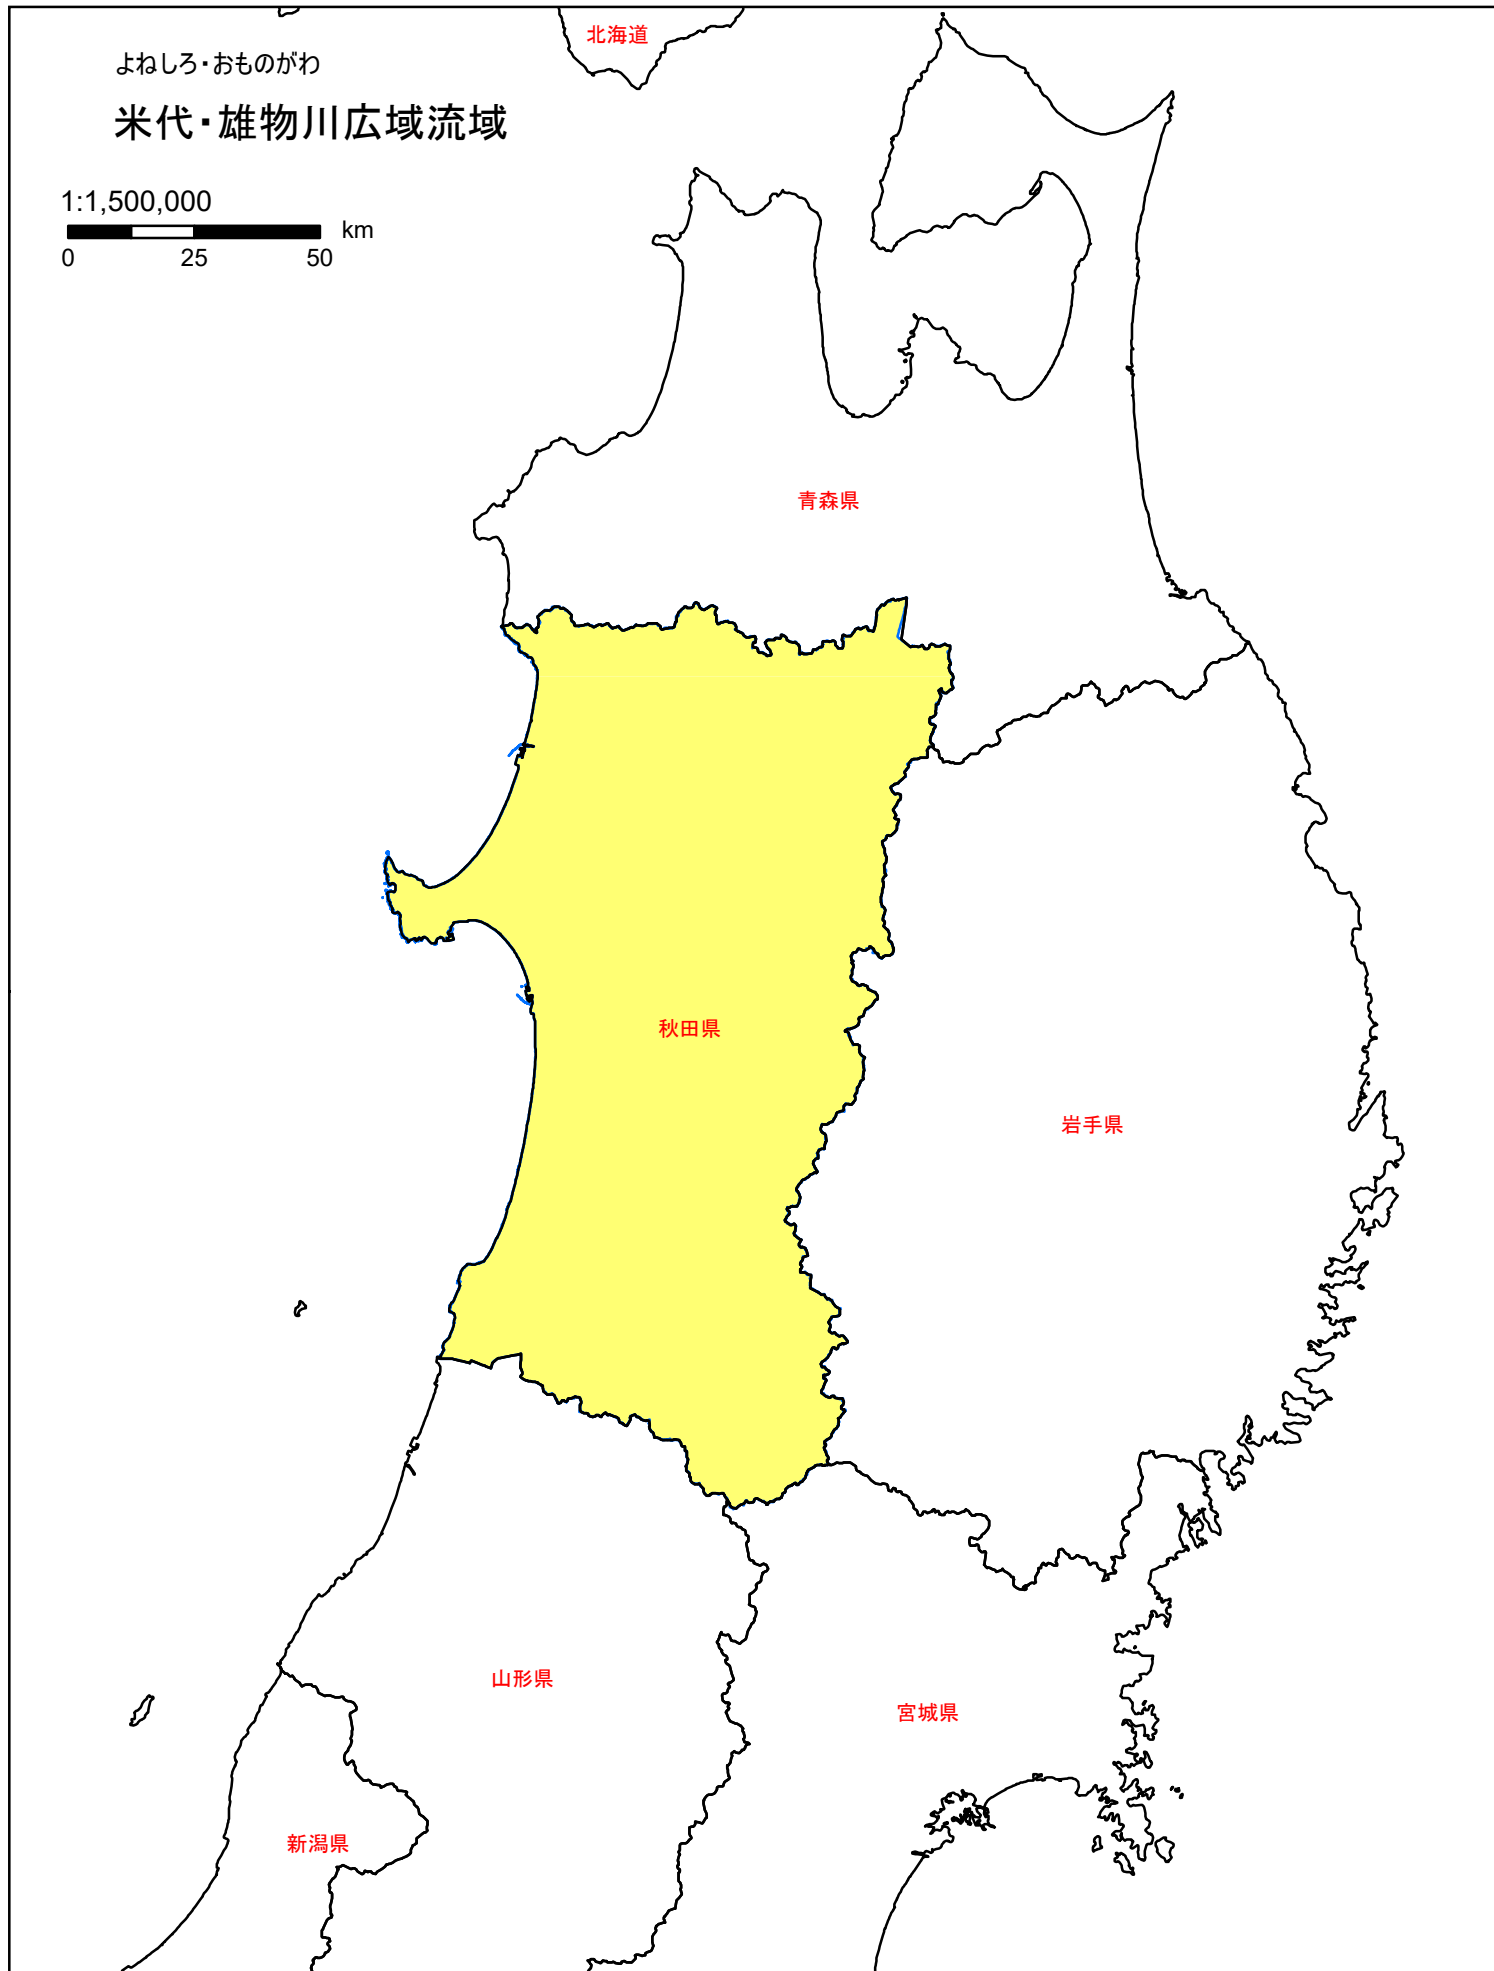 北海道
よねしろ・おものがわ
米代・雄物川広域流域
1:1,500,000
km
0 25 50
青森県
秋田県
岩手県
山形県
宮城県
新潟県